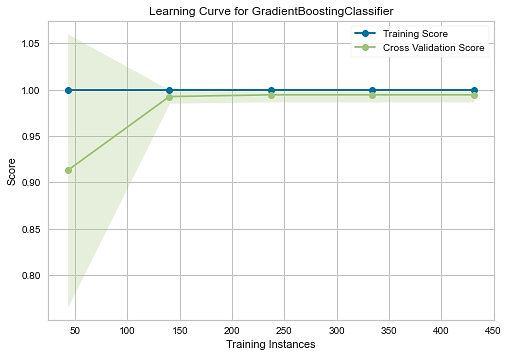 Learning Curve for GradientBoostingClassifier
Training Score
Cross Validation Score
1.05
1.00
0.95
0.90
0.85
0.80
Score
50 100 150 200 250 300 350 400 450
Training Instances